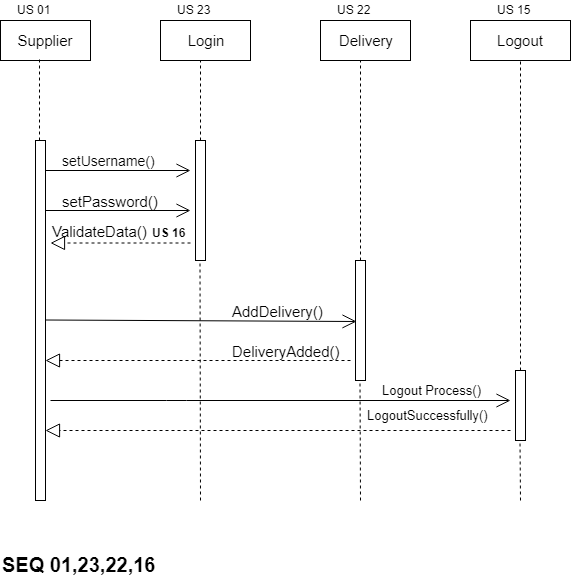 US 01
US 23
US 22
US 15
Supplier
Login
Delivery
Logout
setUsername()
setPassword()
ValidateData() US 16
AddDelivery()
DeliveryAdded()
Logout Process()
LogoutSuccessfully()
SEQ 01,23,22,16